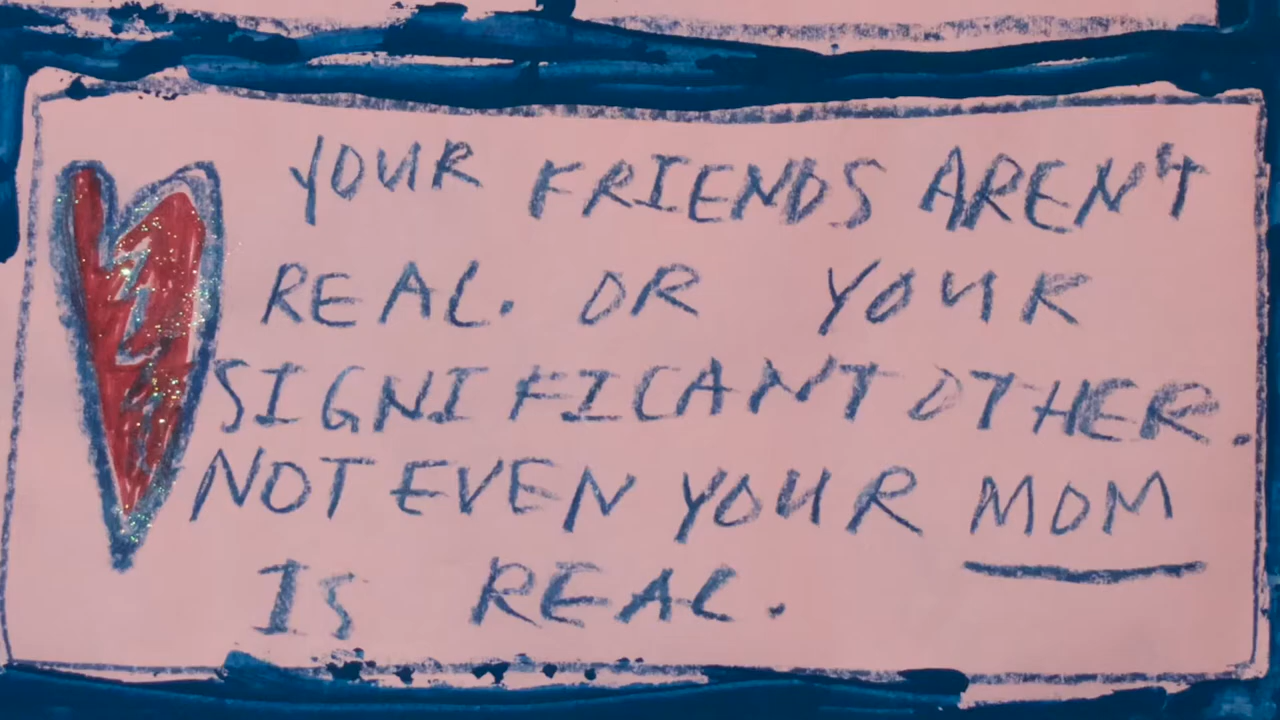 YOUR FRIENDS AREN'T
REAL. OR YOUR
SIGNIFICANT OTHER.
NOT EVEN YOUR MOM
IS REAL.